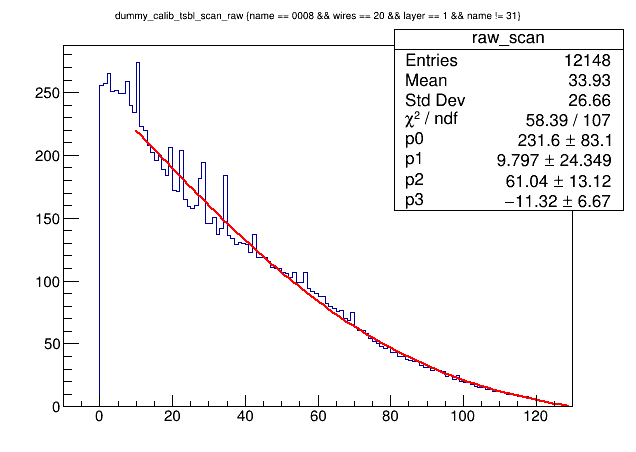 dummy_calib_tsbl_scan_raw {name == 0008 && wires == 20 && layer == 1 && name != 31}
raw_scan
Entries 12148
Mean 33.93
Std Dev 26.66
χ² / ndf 58.39 / 107
p0 231.6 ± 83.1
p1 9.797 ± 24.349
p2 61.04 ± 13.12
p3 −11.32 ± 6.67
250
200
150
100
50
0
0 20 40 60 80 100 120